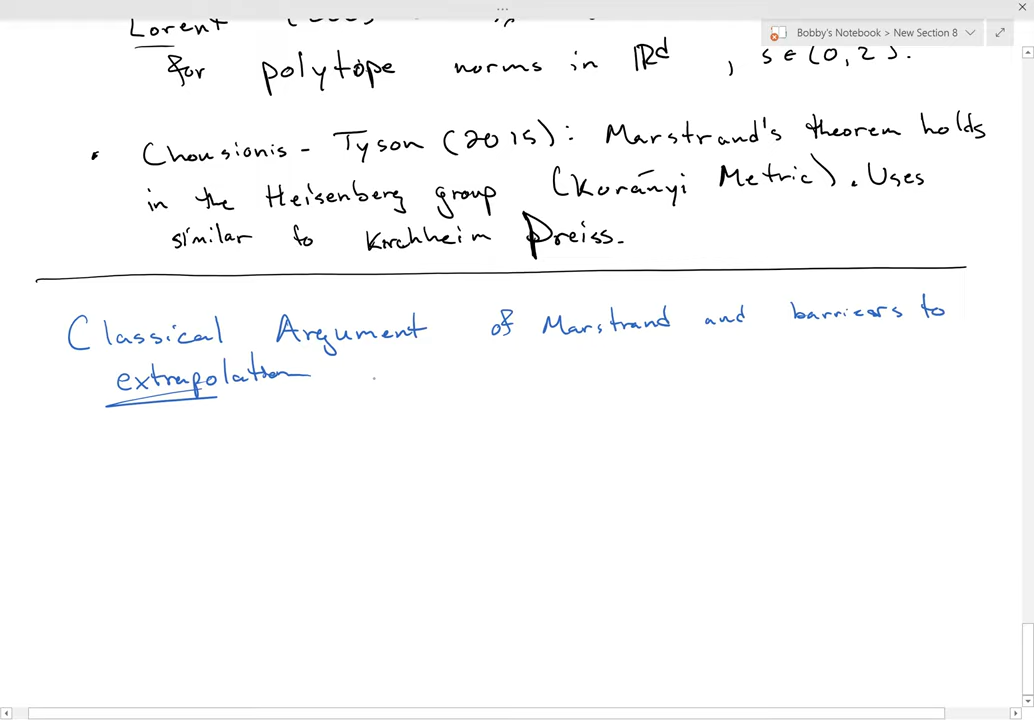 Bobby's Notebook > New Section 8
Lorent
for polytope norms in ℝᵈ , s ∈ (0, 2).
• Chousionis - Tyson (2015): Marstrand's theorem holds
in the Heisenberg group (Korányi Metric). Uses
similar to Kirchheim Preiss.
Classical Argument of Marstrand and barriers to
extrapolation